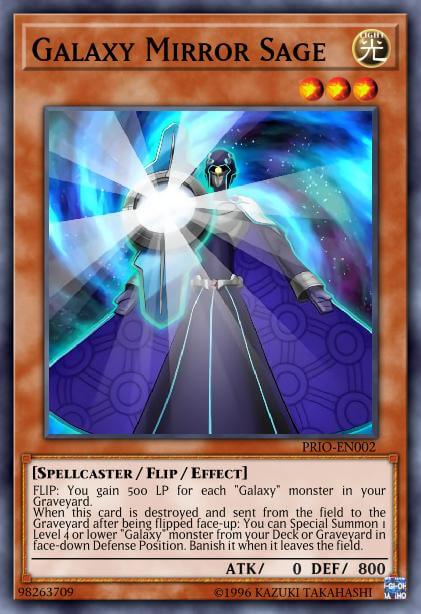 GALAXY MIRROR SAGE
LIGHT
光
PRIO-EN002
[SPELLCASTER / FLIP / EFFECT]
FLIP: You gain 500 LP for each "Galaxy" monster in your
Graveyard.
When this card is destroyed and sent from the field to the
Graveyard after being flipped face-up: You can Special Summon 1
Level 4 or lower "Galaxy"monster from your Deck or Graveyard in
face-down Defense Position. Banish it when it leaves the field.
ATK/ 0 DEF/ 800
98263709
©1996 KAZUKI TAKAHASHI